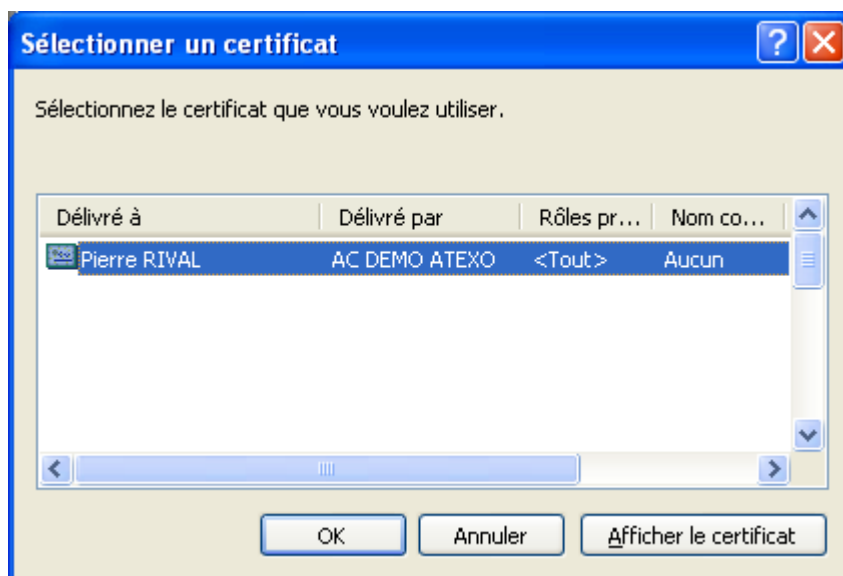 Sélectionner un certificat
Sélectionnez le certificat que vous voulez utiliser.
Délivré à Délivré par Rôles pr... Nom co...
Pierre RIVAL AC DEMO ATEXO <Tout> Aucun
OK Annuler Afficher le certificat